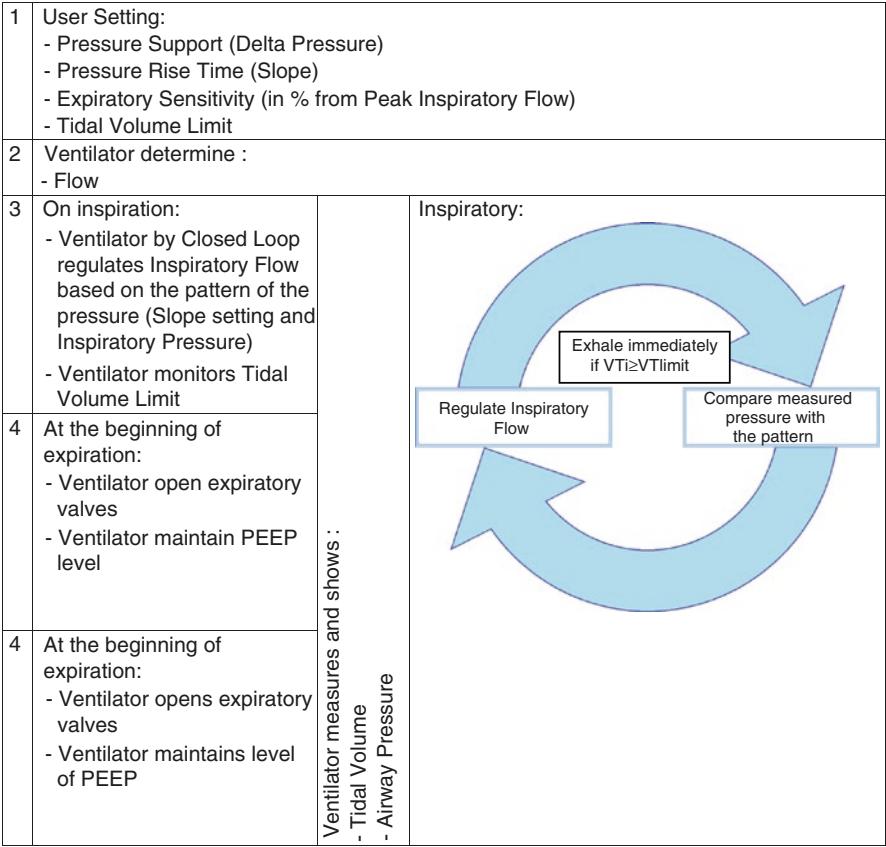 1 User Setting:
- Pressure Support (Delta Pressure)
- Pressure Rise Time (Slope)
- Expiratory Sensitivity (in % from Peak Inspiratory Flow)
- Tidal Volume Limit
2 Ventilator determine :
- Flow
3 On inspiration:
- Ventilator by Closed Loop
regulates Inspiratory Flow
based on the pattern of the
pressure (Slope setting and
Inspiratory Pressure)
- Ventilator monitors Tidal
Volume Limit
4 At the beginning of
expiration:
- Ventilator open expiratory
valves
- Ventilator maintain PEEP
level
4 At the beginning of
expiration:
- Ventilator opens expiratory
valves
- Ventilator maintains level
of PEEP
Ventilator measures and shows :
- Tidal Volume
- Airway Pressure
Inspiratory:
Exhale immediately
if VTi≥VTlimit
Regulate Inspiratory
Flow
Compare measured
pressure with
the pattern